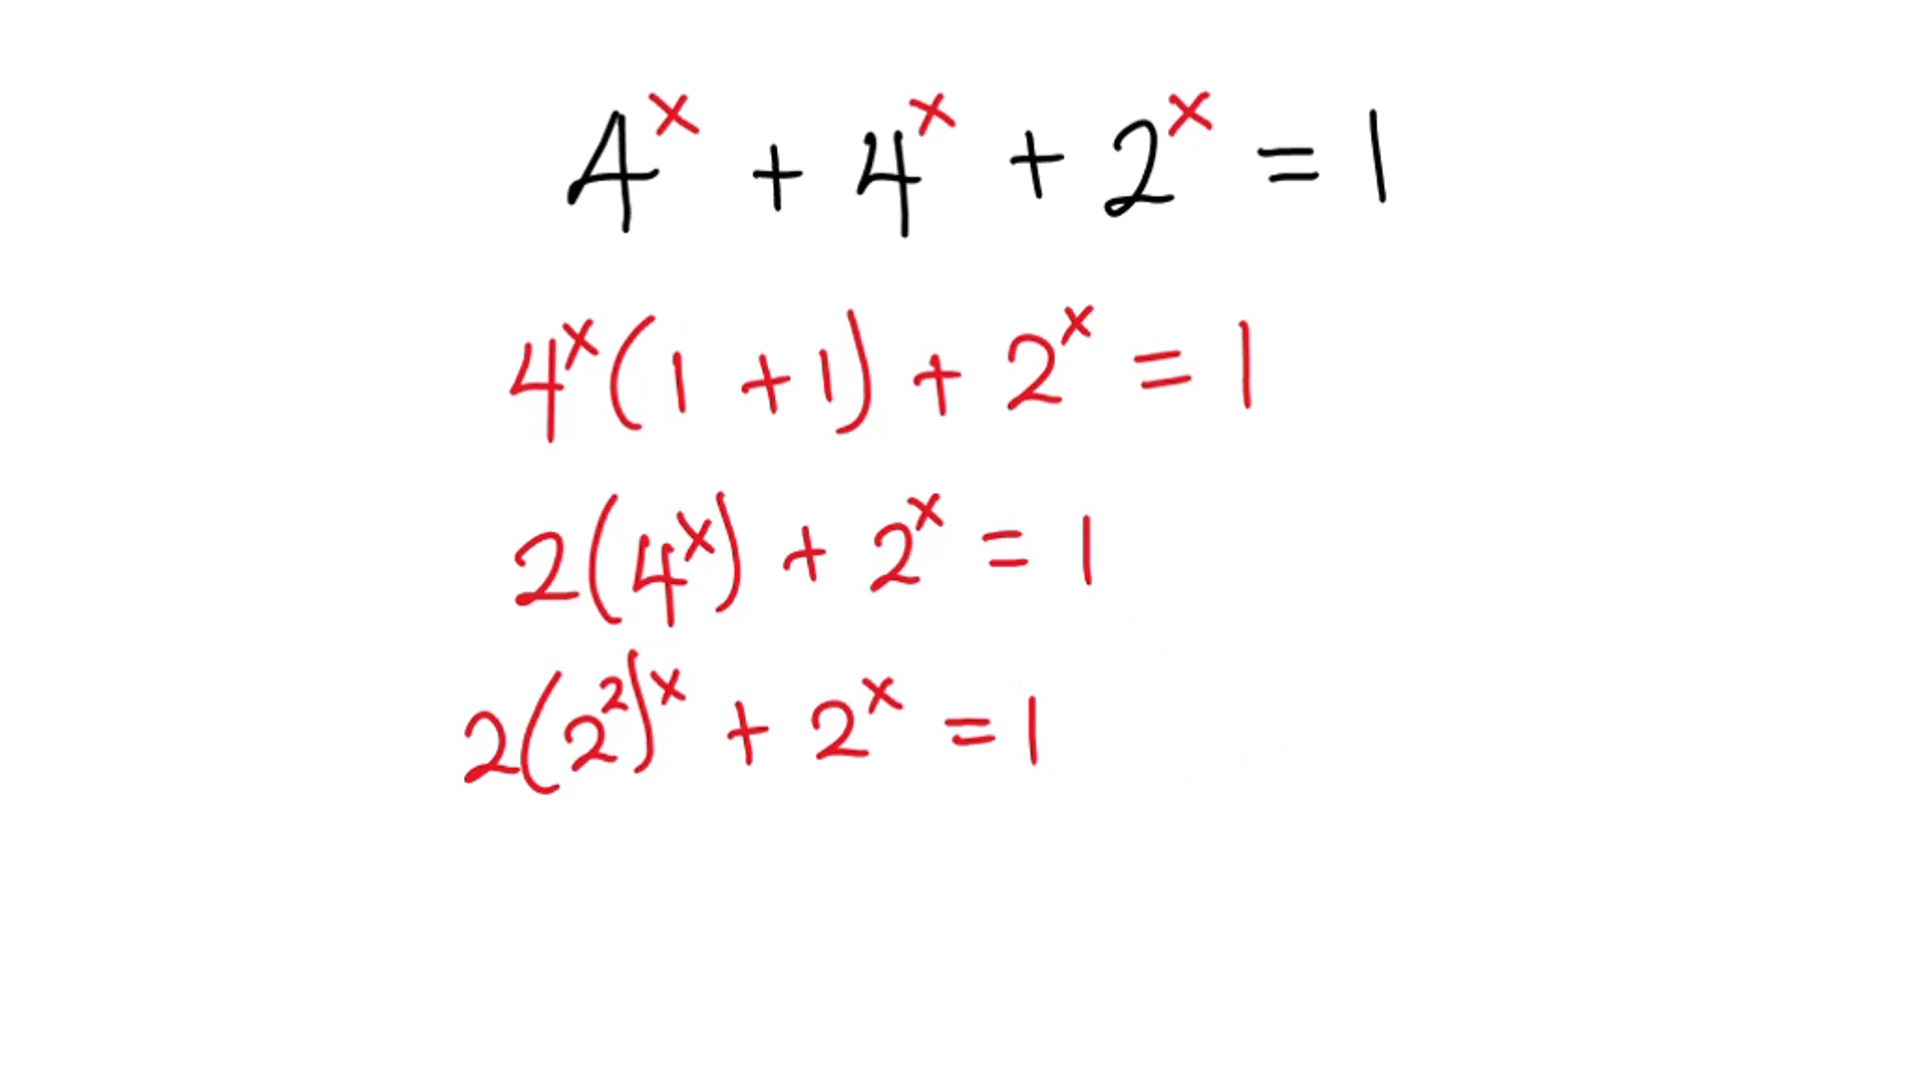 4^x + 4^x + 2^x = 1
4^x(1 + 1) + 2^x = 1
2(4^x) + 2^x = 1
2(2^2)^x + 2^x = 1